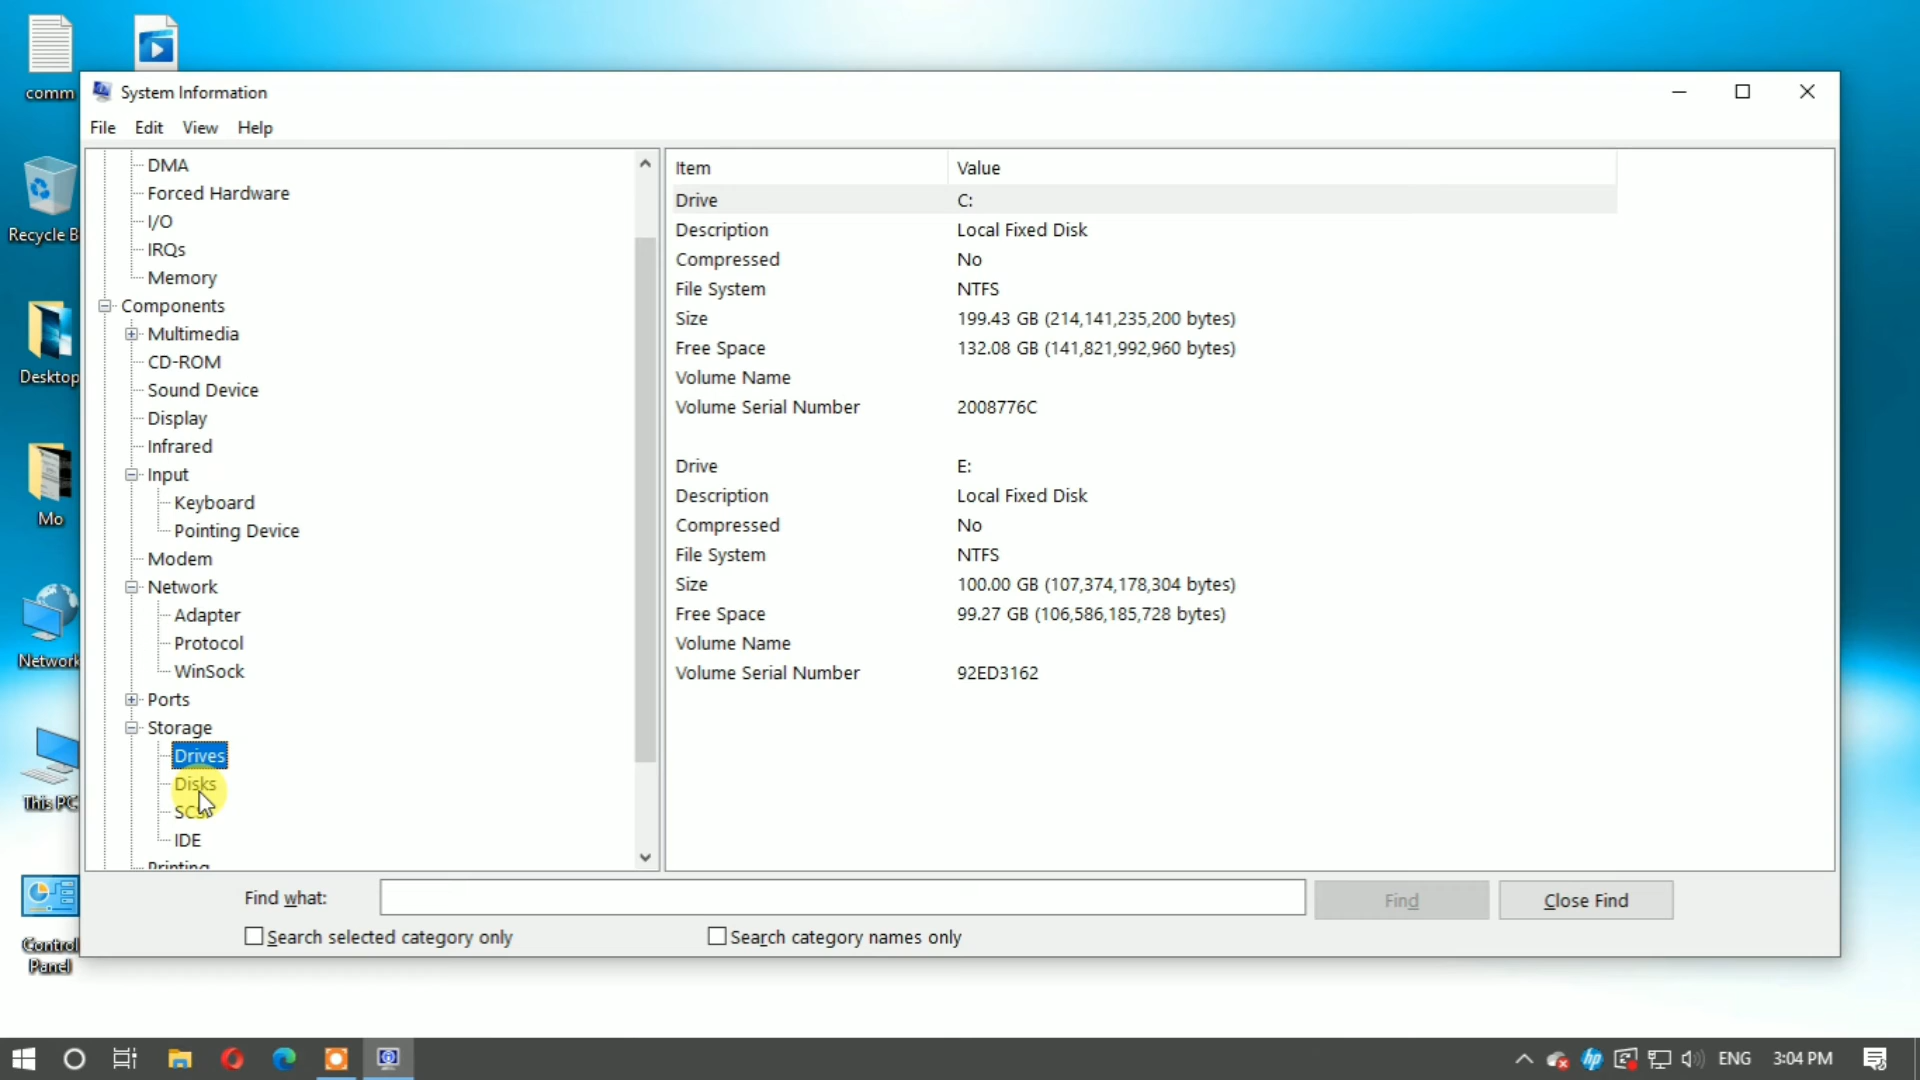 comm
System Information
File Edit View Help
DMA
Forced Hardware
I/O
IRQs
Memory
Components
Multimedia
CD-ROM
Sound Device
Display
Infrared
Input
Keyboard
Pointing Device
Modem
Network
Adapter
Protocol
WinSock
Ports
Storage
Drives
Disks
IDE
Printing
Item Value
Drive C:
Description Local Fixed Disk
Compressed No
File System NTFS
Size 199.43 GB (214,141,235,200 bytes)
Free Space 132.08 GB (141,821,992,960 bytes)
Volume Name
Volume Serial Number 2008776C
Drive E:
Description Local Fixed Disk
Compressed No
File System NTFS
Size 100.00 GB (107,374,178,304 bytes)
Free Space 99.27 GB (106,586,185,728 bytes)
Volume Name
Volume Serial Number 92ED3162
Find what: Find Close Find
Search selected category only Search category names only
Recycle B
Desktop
Mo
Network
This PC
Control
Panel
hp ENG 3:04 PM